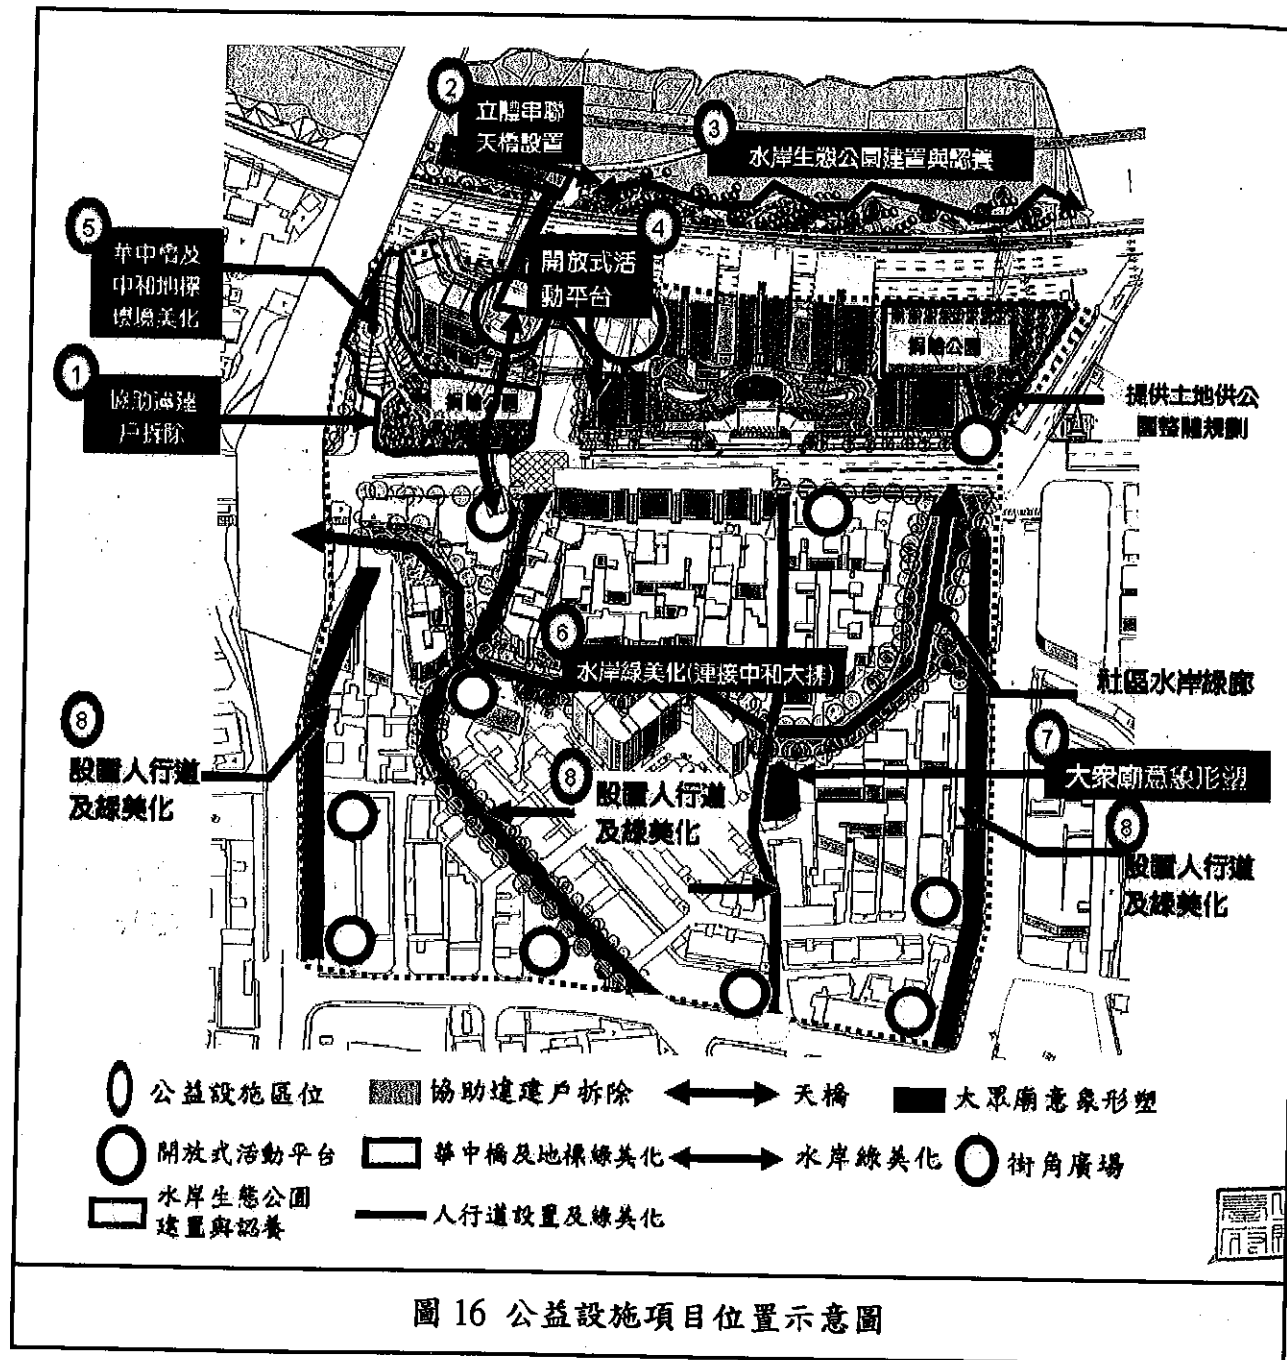 ②
立體串聯
天橋設置
③
水岸生態公園建置與認養
⑤
華中橋及
中和地標
環境美化
④
開放式活
動平台
①
協助違建
戶拆除
提供土地供公
園整體規劃
⑥
水岸綠美化(連接中和大排)
社區水岸綠廊
⑧
設置人行道
及綠美化
⑧
設置人行道
及綠美化
⑦
大眾廟意象形塑
⑧
設置人行道
及綠美化
公益設施區位
協助違建戶拆除
天橋
大眾廟意象形塑
開放式活動平台
華中橋及地標綠美化
水岸綠美化
街角廣場
水岸生態公園
建置與認養
人行道設置及綠美化
圖 16 公益設施項目位置示意圖